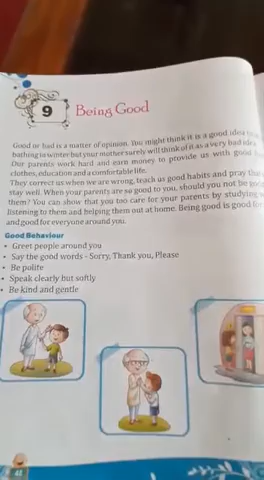 9
Being Good
Good or bad is a matter of opinion. You might think it is a good idea
bathing in winter but your mother surely will think of it as a very bad idea
Our parents work hard and earn money to provide us with good
clothes, education and a comfortable life.
They correct us when we are wrong, teach us good habits and pray that
stay well. When your parents are so good to you, should you not be good
them? You can show that you too care for your parents by studying
listening to them and helping them out at home. Being good is good for
and good for everyone around you.
Good Behaviour
• Greet people around you
• Say the good words - Sorry, Thank you, Please
• Be polite
• Speak clearly but softly
• Be kind and gentle